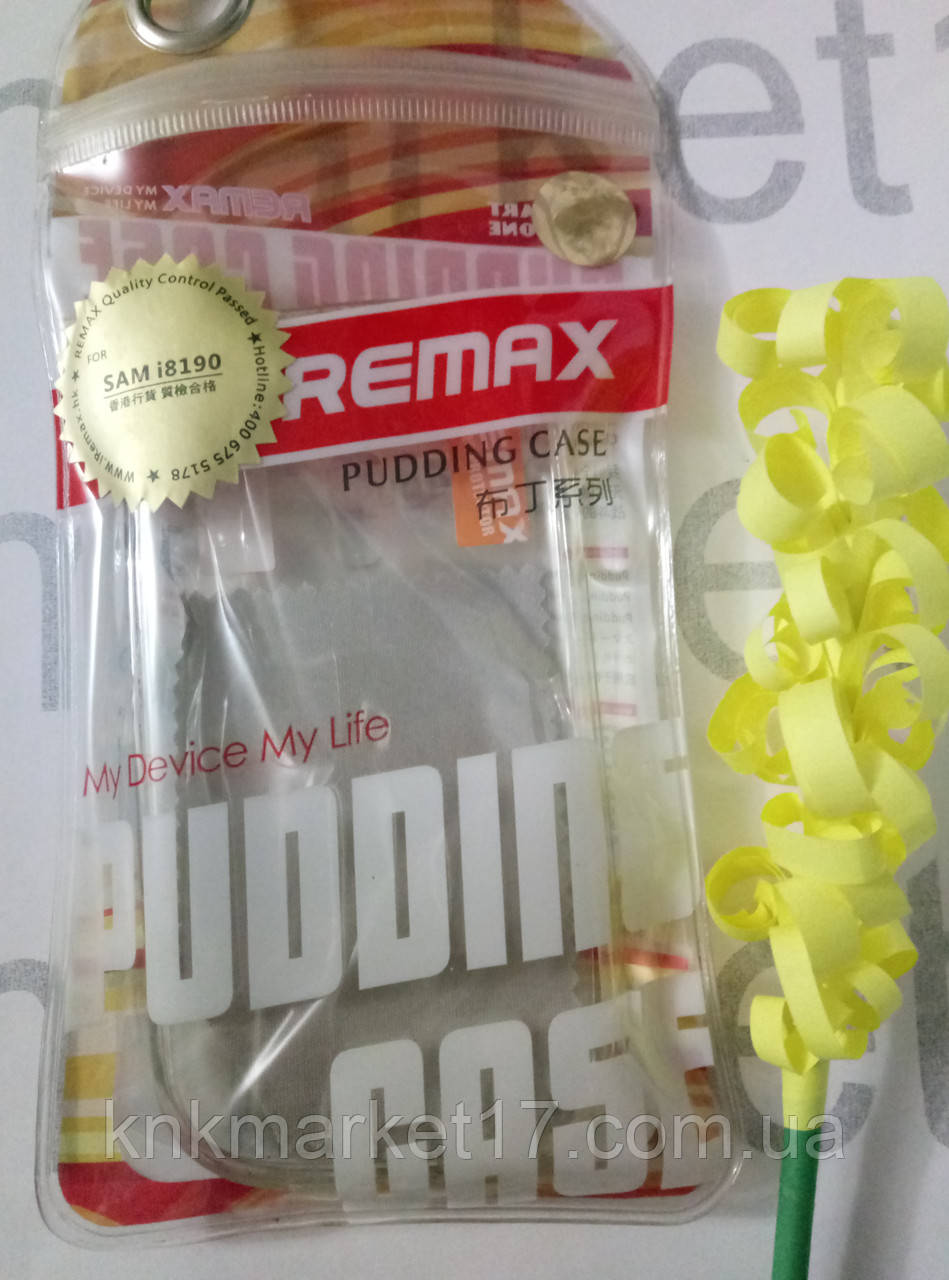 MY DEVICE
MY LIFE
REMAX
PUDDING CASE
REMAX Quality Control Passed ★ Hotline:400 675 5178 ★ www.iRemax.hk ★
FOR
SAM i8190
香港行貨 質檢合格
REMAX
PUDDING CASE
布丁系列
My Device My Life
PUDDING
CASE
knkmarket17.com.ua